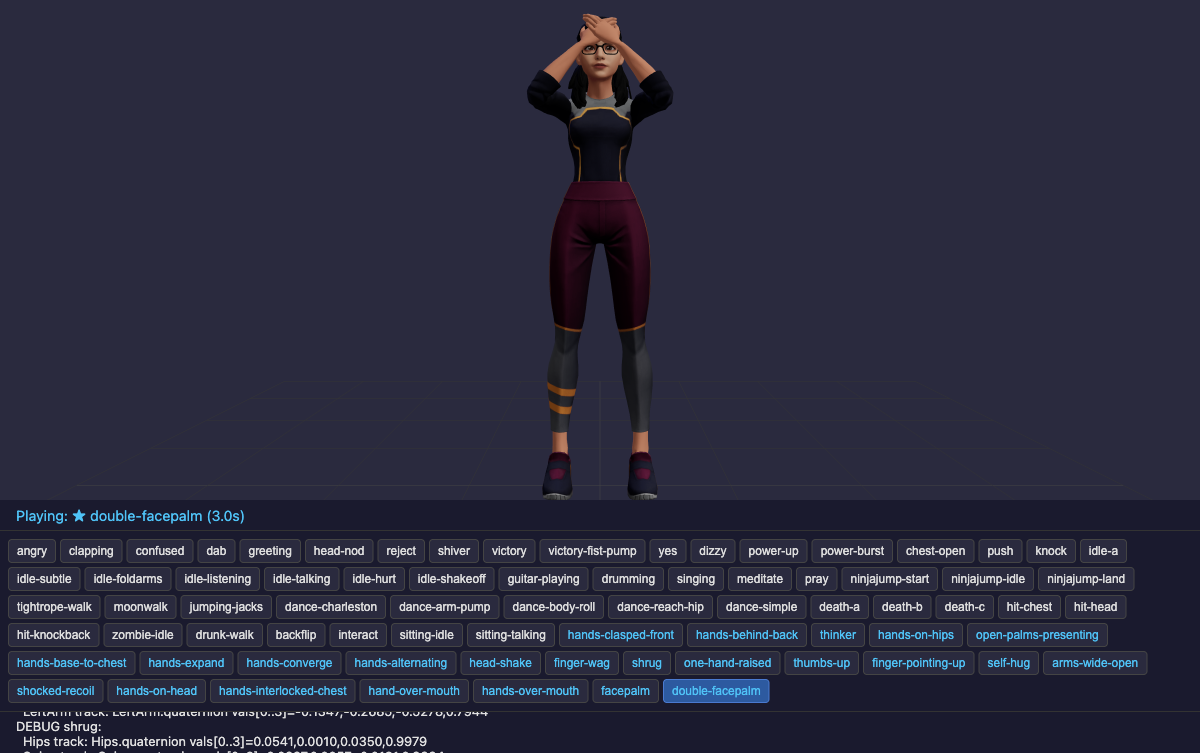 Playing: ★ double-facepalm (3.0s)
angry clapping confused dab greeting head-nod reject shiver victory victory-fist-pump yes dizzy power-up power-burst chest-open push knock idle-a
idle-subtle idle-foldarms idle-listening idle-talking idle-hurt idle-shakeoff guitar-playing drumming singing meditate pray ninjajump-start ninjajump-idle ninjajump-land
tightrope-walk moonwalk jumping-jacks dance-charleston dance-arm-pump dance-body-roll dance-reach-hip dance-simple death-a death-b death-c hit-chest hit-head
hit-knockback zombie-idle drunk-walk backflip interact sitting-idle sitting-talking hands-clasped-front hands-behind-back thinker hands-on-hips open-palms-presenting
hands-base-to-chest hands-expand hands-converge hands-alternating head-shake finger-wag shrug one-hand-raised thumbs-up finger-pointing-up self-hug arms-wide-open
shocked-recoil hands-on-head hands-interlocked-chest hand-over-mouth hands-over-mouth facepalm double-facepalm
LeftArm track: LeftArm.quaternion
DEBUG shrug:
Hips track: Hips.quaternion vals[0..3]=0.0541,0.0010,0.0350,0.9979